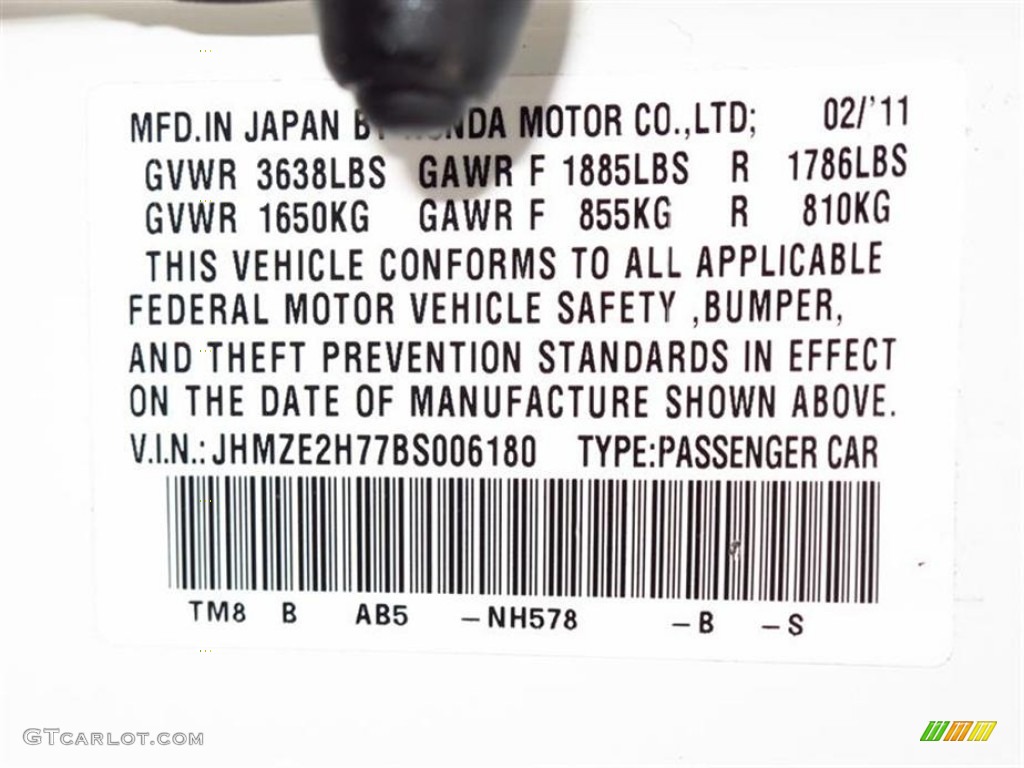 MFD.IN JAPAN MOTOR CO.,LTD; 02/'11
GVWR 3638LBS GAWR F 1885LBS R 1786LBS
GVWR 1650KG GAWR F 855KG R 810KG
THIS VEHICLE CONFORMS TO ALL APPLICABLE
FEDERAL MOTOR VEHICLE SAFETY ,BUMPER,
AND THEFT PREVENTION STANDARDS IN EFFECT
ON THE DATE OF MANUFACTURE SHOWN ABOVE.
V.I.N.: JHMZE2H77BS006180 TYPE:PASSENGER CAR
TM8 B AB5 -NH578 -B -S
GTCARLOT.COM